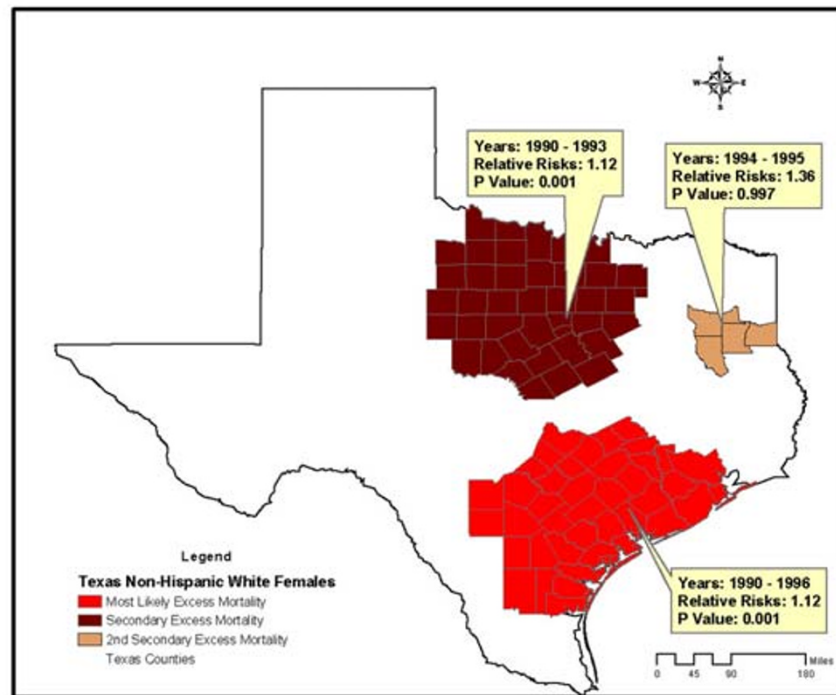 N
W
E
S
Years: 1990 - 1993
Relative Risks: 1.12
P Value: 0.001
Years: 1994 - 1995
Relative Risks: 1.36
P Value: 0.997
Years: 1990 - 1996
Relative Risks: 1.12
P Value: 0.001
Legend
Texas Non-Hispanic White Females
Most Likely Excess Mortality
Secondary Excess Mortality
2nd Secondary Excess Mortality
Texas Counties
Miles
0 45 90 180